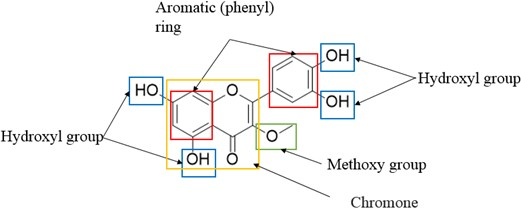 Aromatic (phenyl)
ring
OH
HO
O
Hydroxyl group
OH
Hydroxyl group
O
OH
O
Methoxy group
Chromone